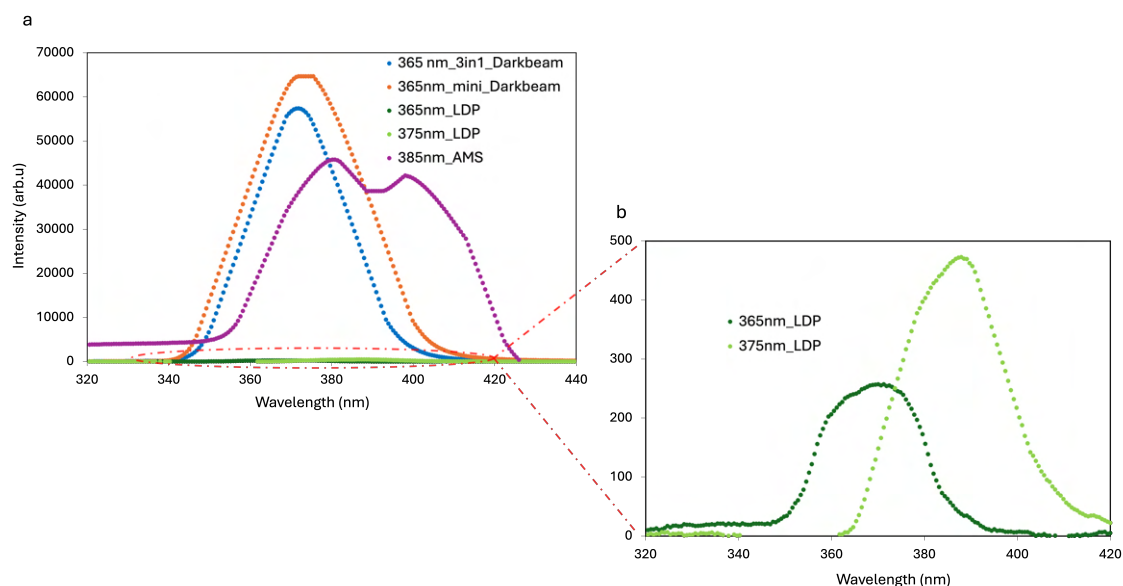 a
70000
60000
50000
40000
30000
20000
10000
0
Intensity (arb.u)
365 nm_3in1_Darkbeam
365nm_mini_Darkbeam
365nm_LDP
375nm_LDP
385nm_AMS
320 340 360 380 400 420 440
Wavelength (nm)
b
500
400
300
200
100
0
365nm_LDP
375nm_LDP
320 340 360 380 400 420
Wavelength (nm)